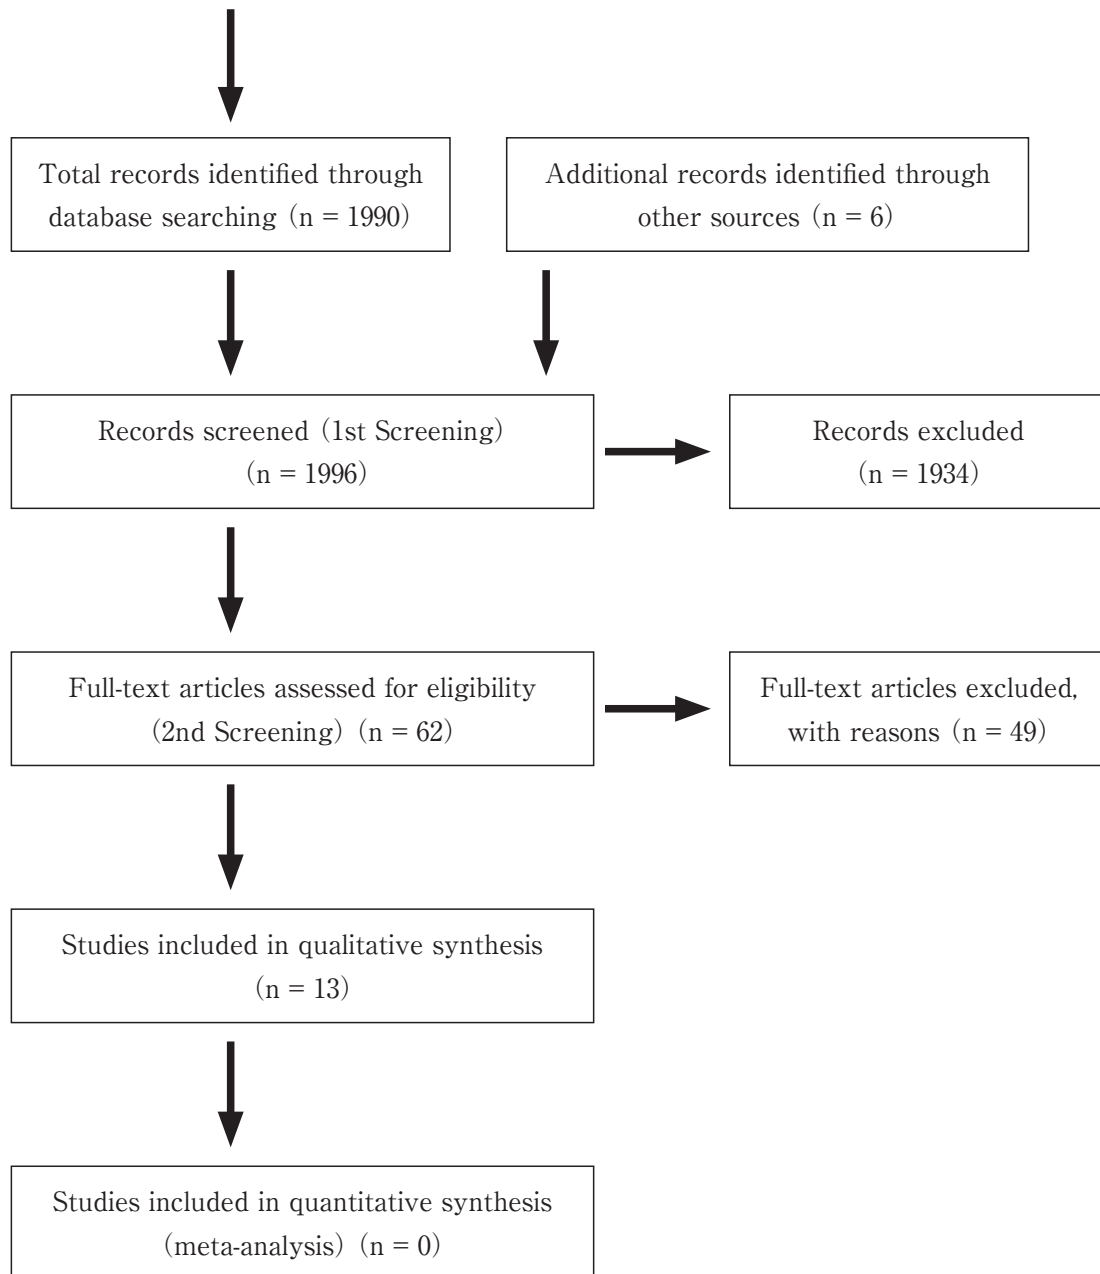 Total records identified through
database searching (n = 1990)
Additional records identified through
other sources (n = 6)
Records screened (1st Screening)
(n = 1996)
Records excluded
(n = 1934)
Full-text articles assessed for eligibility
(2nd Screening) (n = 62)
Full-text articles excluded,
with reasons (n = 49)
Studies included in qualitative synthesis
(n = 13)
Studies included in quantitative synthesis
(meta-analysis) (n = 0)